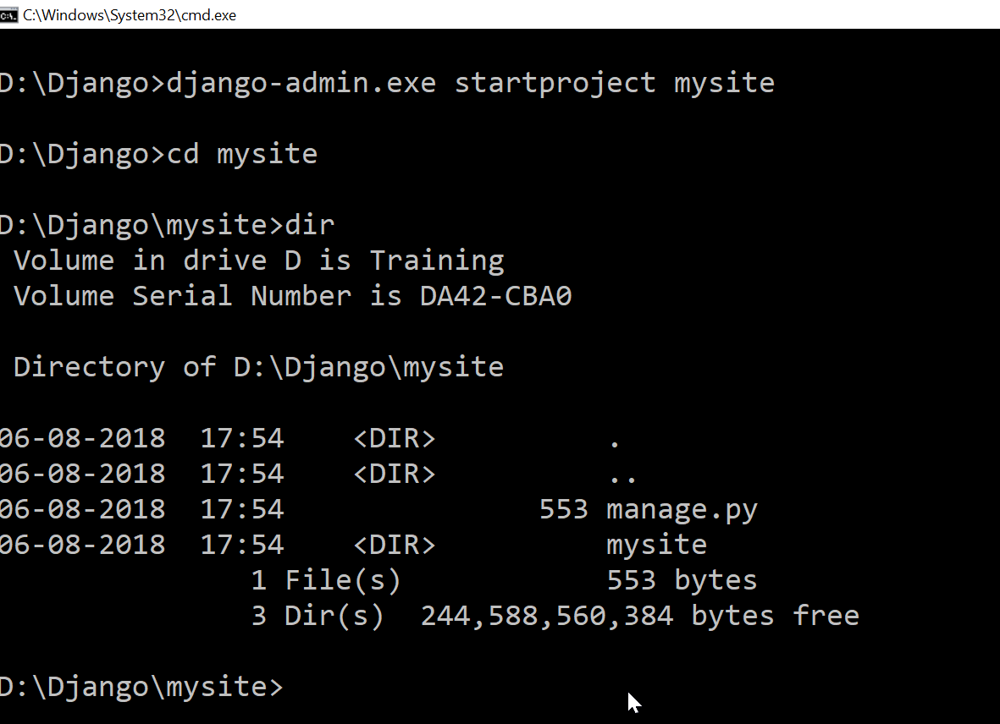 C:\Windows\System32\cmd.exe
D:\Django>django-admin.exe startproject mysite
D:\Django>cd mysite
D:\Django\mysite>dir
Volume in drive D is Training
Volume Serial Number is DA42-CBA0
Directory of D:\Django\mysite
06-08-2018 17:54 <DIR> .
06-08-2018 17:54 <DIR> ..
06-08-2018 17:54 553 manage.py
06-08-2018 17:54 <DIR> mysite
1 File(s) 553 bytes
3 Dir(s) 244,588,560,384 bytes free
D:\Django\mysite>